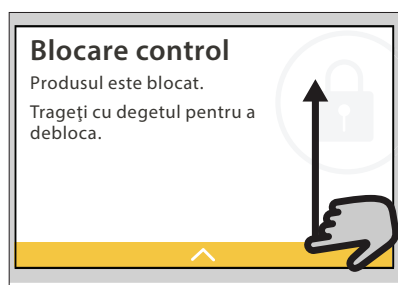 Blocare control
Produsul este blocat.
Trageţi cu degetul pentru a
debloca.